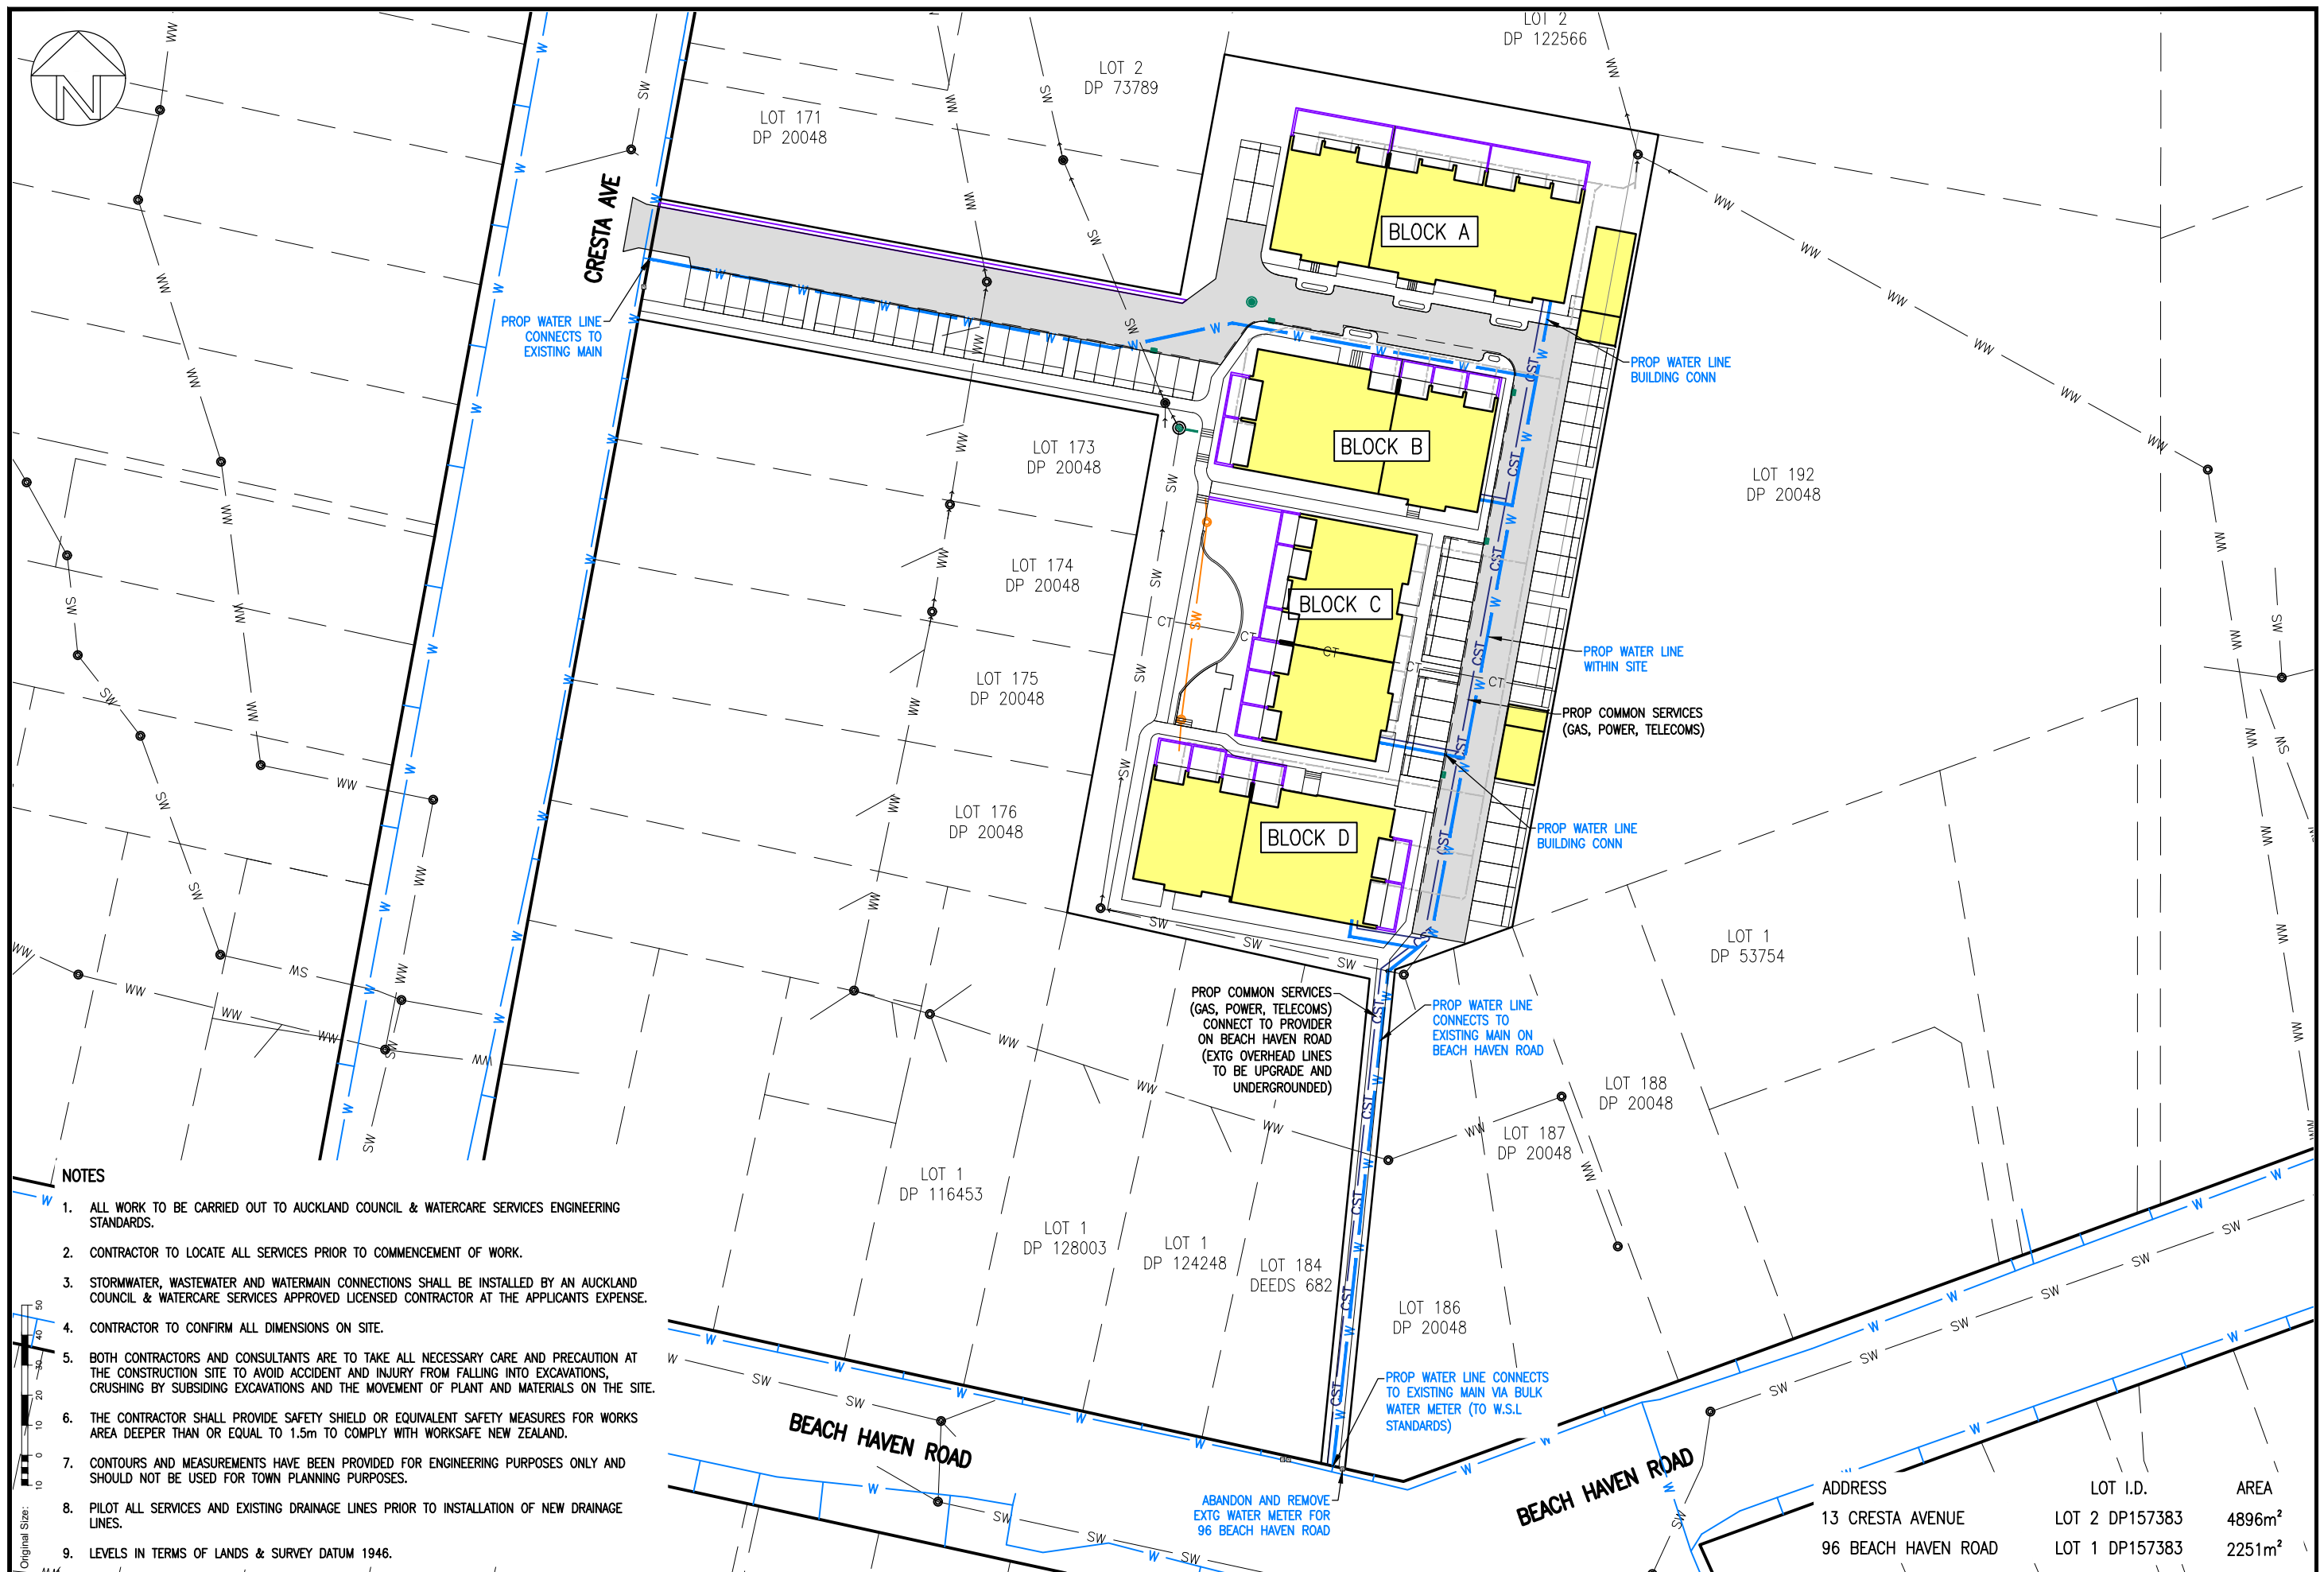 N
LOT 2
DP 122566
LOT 2
DP 73789
LOT 171
DP 20048
CRESTA AVE
BLOCK A
PROP WATER LINE
CONNECTS TO
EXISTING MAIN
PROP WATER LINE
BUILDING CONN
BLOCK B
LOT 173
DP 20048
LOT 192
DP 20048
LOT 174
DP 20048
BLOCK C
PROP WATER LINE
WITHIN SITE
LOT 175
DP 20048
PROP COMMON SERVICES
(GAS, POWER, TELECOMS)
LOT 176
DP 20048
BLOCK D
PROP WATER LINE
BUILDING CONN
LOT 1
DP 53754
PROP COMMON SERVICES
(GAS, POWER, TELECOMS)
CONNECT TO PROVIDER
ON BEACH HAVEN ROAD
(EXTG OVERHEAD LINES
TO BE UPGRADE AND
UNDERGROUNDED)
PROP WATER LINE
CONNECTS TO
EXISTING MAIN ON
BEACH HAVEN ROAD
LOT 188
DP 20048
LOT 187
DP 20048
LOT 1
DP 116453
LOT 1
DP 128003
LOT 1
DP 124248
LOT 184
DEEDS 682
LOT 186
DP 20048
PROP WATER LINE CONNECTS
TO EXISTING MAIN VIA BULK
WATER METER (TO W.S.L
STANDARDS)
BEACH HAVEN ROAD
ABANDON AND REMOVE
EXTG WATER METER FOR
96 BEACH HAVEN ROAD
BEACH HAVEN ROAD
NOTES
1. ALL WORK TO BE CARRIED OUT TO AUCKLAND COUNCIL & WATERCARE SERVICES ENGINEERING
STANDARDS.
2. CONTRACTOR TO LOCATE ALL SERVICES PRIOR TO COMMENCEMENT OF WORK.
3. STORMWATER, WASTEWATER AND WATERMAIN CONNECTIONS SHALL BE INSTALLED BY AN AUCKLAND
COUNCIL & WATERCARE SERVICES APPROVED LICENSED CONTRACTOR AT THE APPLICANTS EXPENSE.
4. CONTRACTOR TO CONFIRM ALL DIMENSIONS ON SITE.
5. BOTH CONTRACTORS AND CONSULTANTS ARE TO TAKE ALL NECESSARY CARE AND PRECAUTION AT
THE CONSTRUCTION SITE TO AVOID ACCIDENT AND INJURY FROM FALLING INTO EXCAVATIONS,
CRUSHING BY SUBSIDING EXCAVATIONS AND THE MOVEMENT OF PLANT AND MATERIALS ON THE SITE.
6. THE CONTRACTOR SHALL PROVIDE SAFETY SHIELD OR EQUIVALENT SAFETY MEASURES FOR WORKS
AREA DEEPER THAN OR EQUAL TO 1.5m TO COMPLY WITH WORKSAFE NEW ZEALAND.
7. CONTOURS AND MEASUREMENTS HAVE BEEN PROVIDED FOR ENGINEERING PURPOSES ONLY AND
SHOULD NOT BE USED FOR TOWN PLANNING PURPOSES.
8. PILOT ALL SERVICES AND EXISTING DRAINAGE LINES PRIOR TO INSTALLATION OF NEW DRAINAGE
LINES.
9. LEVELS IN TERMS OF LANDS & SURVEY DATUM 1946.
Original Size:
10 0 10 20 30 40 50
ADDRESS LOT I.D. AREA
13 CRESTA AVENUE LOT 2 DP157383 4896m²
96 BEACH HAVEN ROAD LOT 1 DP157383 2251m²